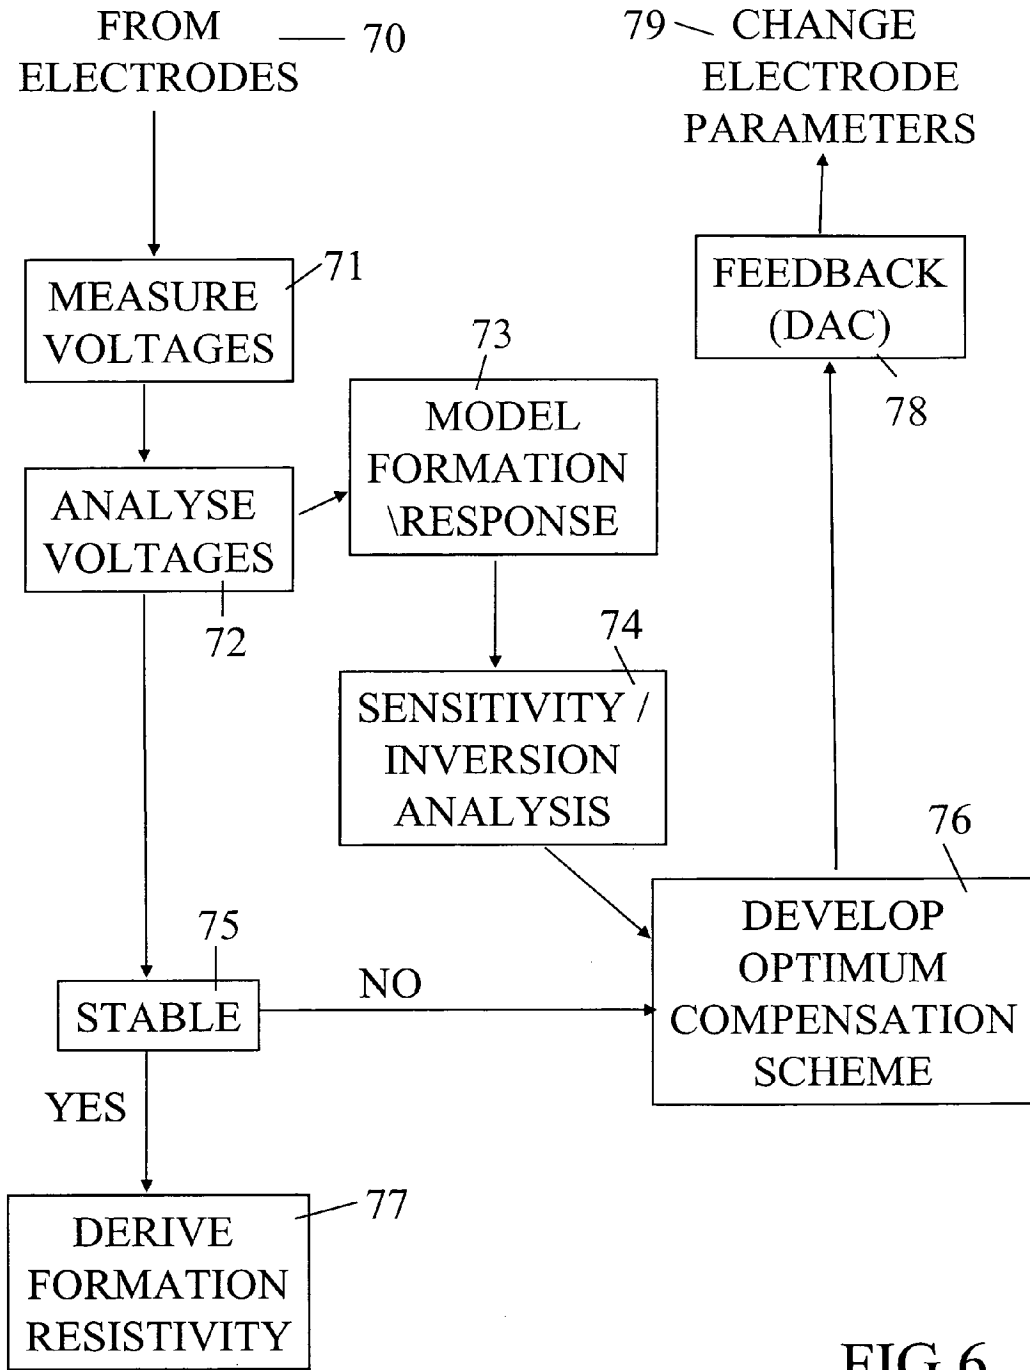 FROM
ELECTRODES
70
79
CHANGE
ELECTRODE
PARAMETERS
71
MEASURE
VOLTAGES
FEEDBACK
(DAC)
78
73
MODEL
FORMATION
\RESPONSE
ANALYSE
VOLTAGES
72
74
SENSITIVITY /
INVERSION
ANALYSIS
76
DEVELOP
OPTIMUM
COMPENSATION
SCHEME
75
STABLE
NO
YES
77
DERIVE
FORMATION
RESISTIVITY
FIG 6